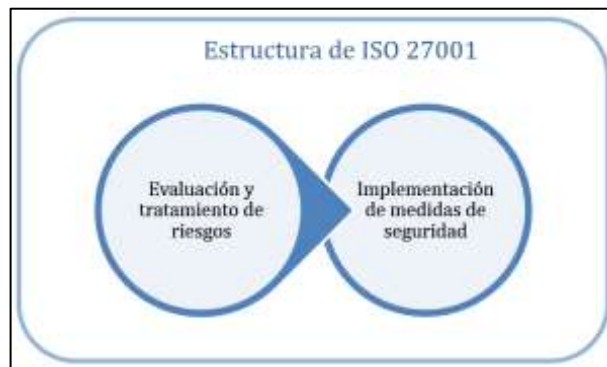 Estructura de ISO 27001
Evaluación y
tratamiento de
riesgos
Implementación
de medidas de
seguridad